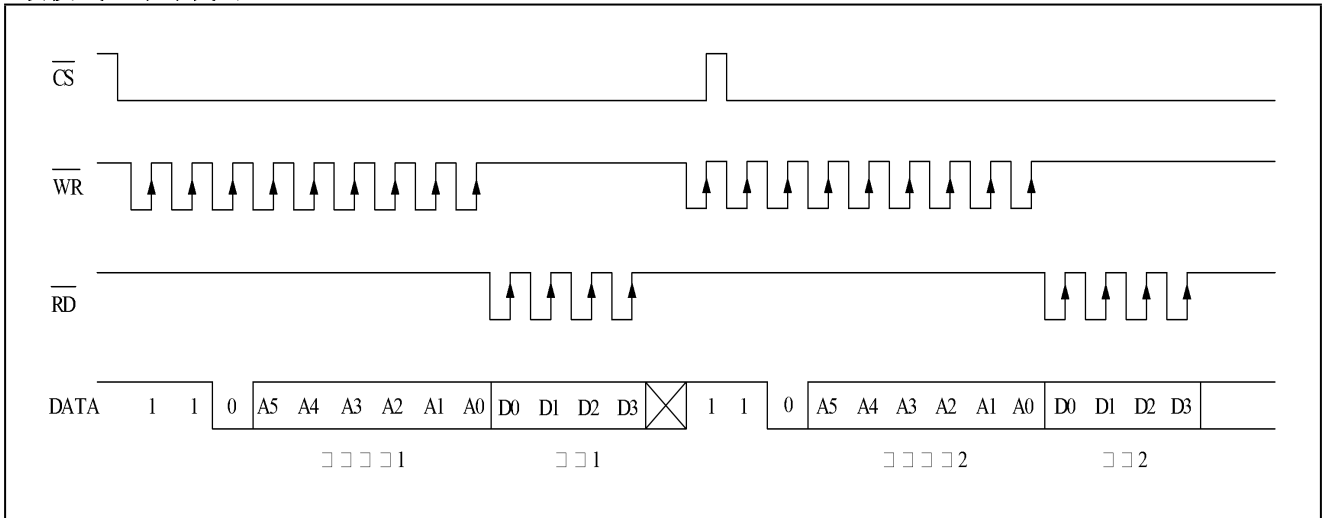 CS
WR
RD
DATA 1 1 0 A5 A4 A3 A2 A1 A0 D0 D1 D2 D3 1 1 0 A5 A4 A3 A2 A1 A0 D0 D1 D2 D3
□□□□1 □□1 □□□□2 □□2